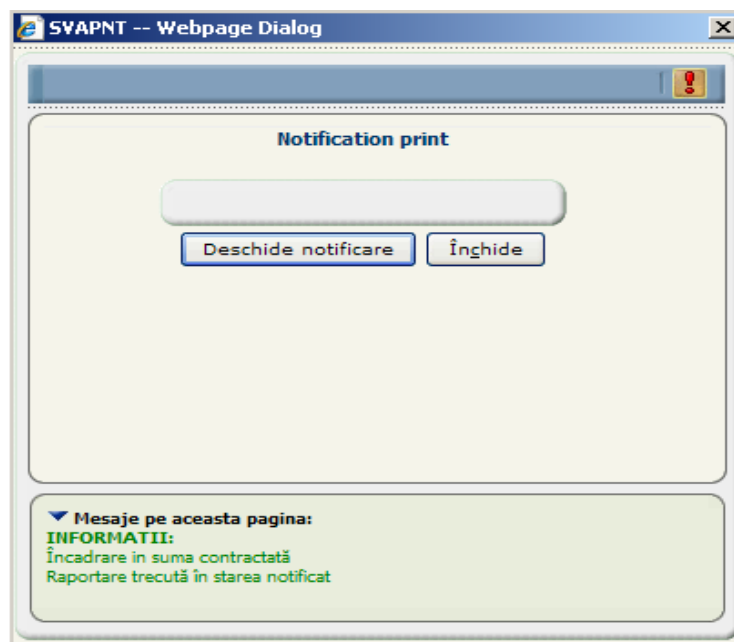 SVAPNT -- Webpage Dialog
Notification print
Deschide notificare
Închide
Mesaje pe aceasta pagina:
INFORMATII:
Încadrare in suma contractată
Raportare trecută în starea notificat